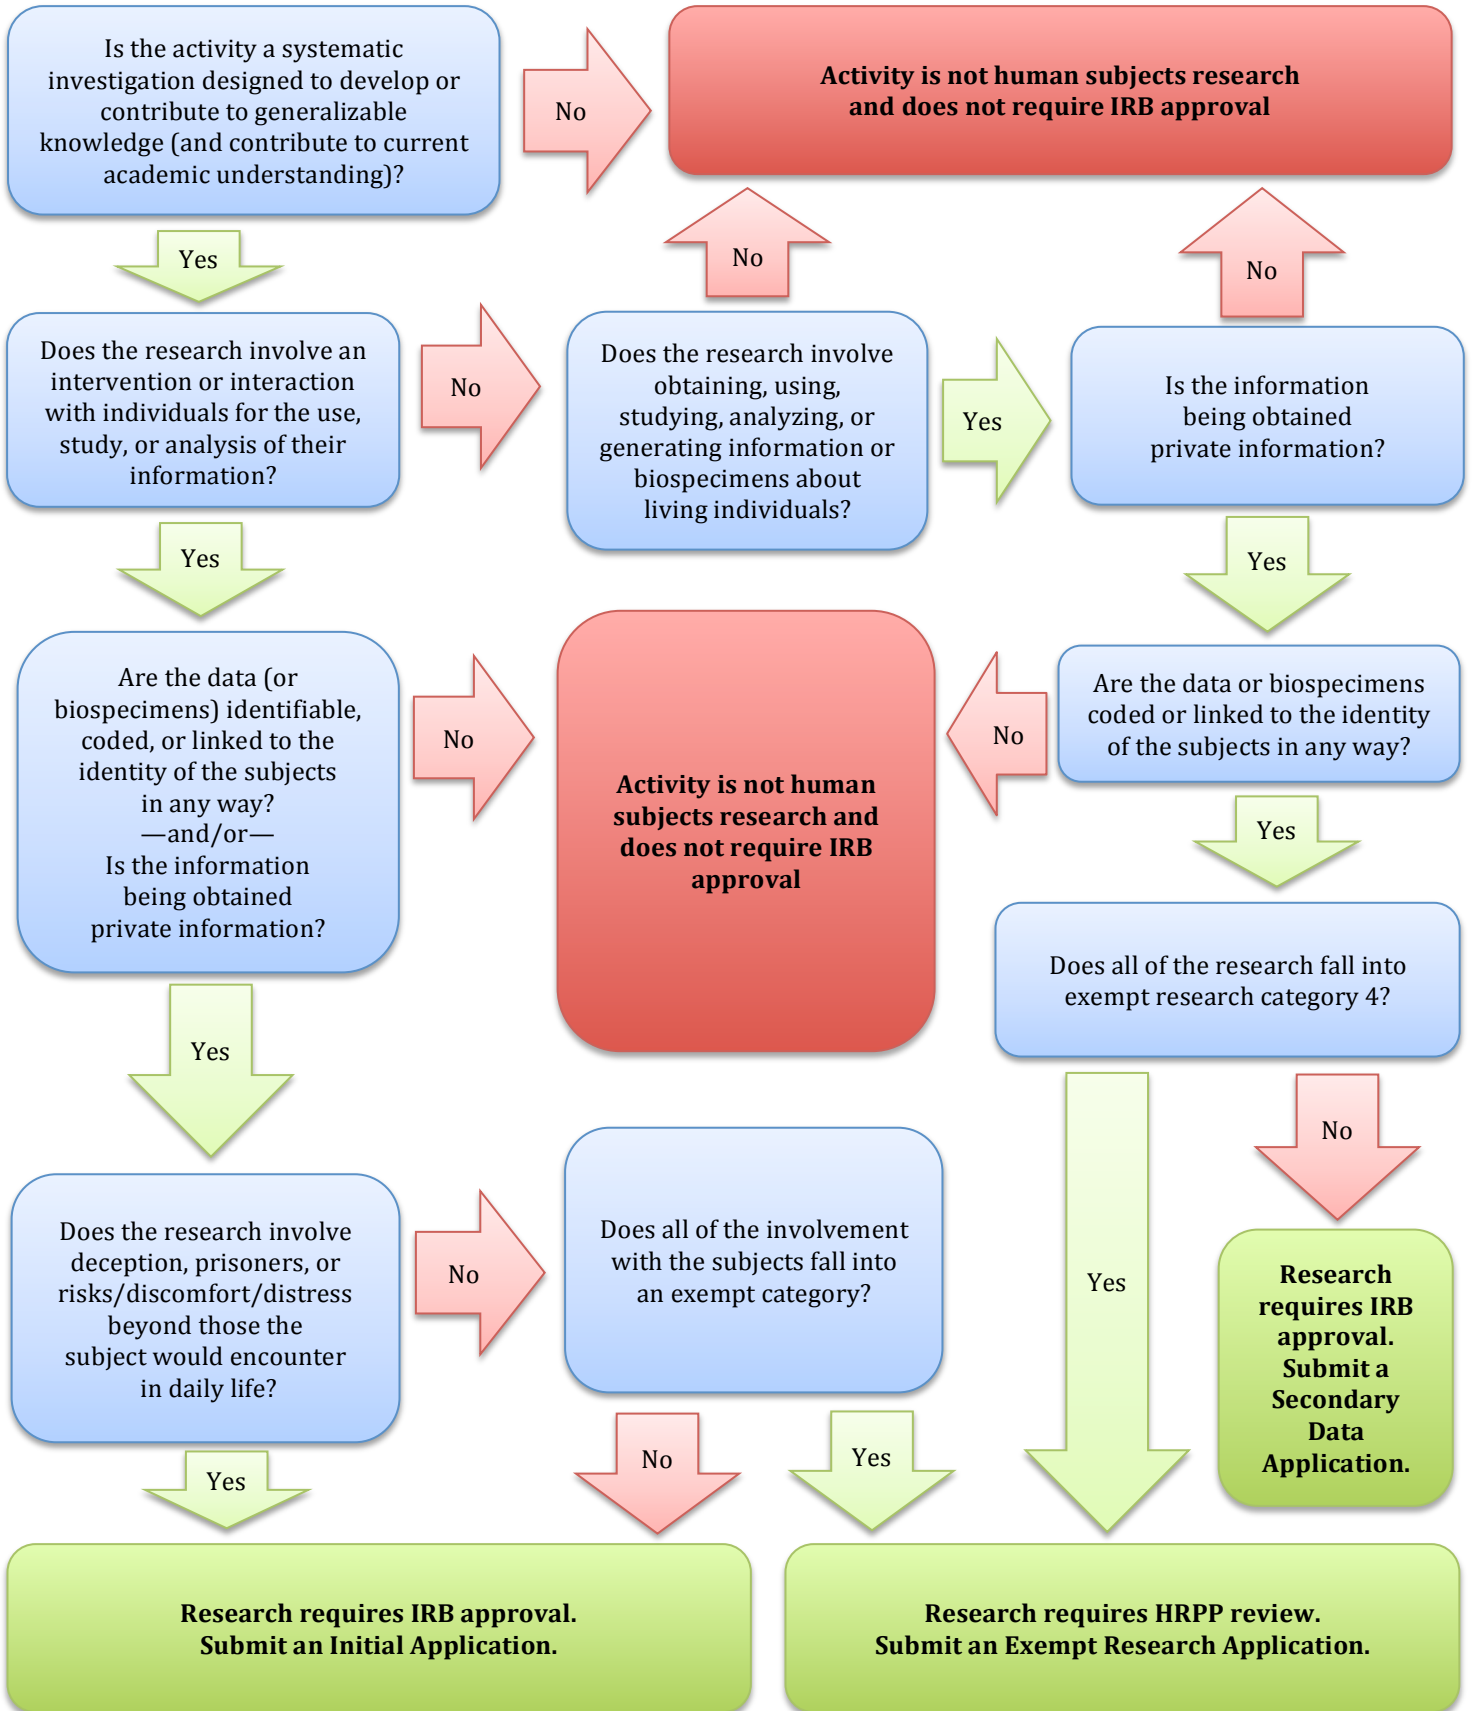 Is the activity a systematic
investigation designed to develop or
contribute to generalizable
knowledge (and contribute to current
academic understanding)?
No
Activity is not human subjects research
and does not require IRB approval
Yes
No
No
Does the research involve an
intervention or interaction
with individuals for the use,
study, or analysis of their
information?
No
Does the research involve
obtaining, using,
studying, analyzing, or
generating information or
biospecimens about
living individuals?
Yes
Is the information
being obtained
private information?
Yes
Yes
Are the data (or
biospecimens) identifiable,
coded, or linked to the
identity of the subjects
in any way?
—and/or—
Is the information
being obtained
private information?
No
Activity is not human
subjects research and
does not require IRB
approval
No
Are the data or biospecimens
coded or linked to the identity
of the subjects in any way?
Yes
Does all of the research fall into
exempt research category 4?
Yes
No
Does the research involve
deception, prisoners, or
risks/discomfort/distress
beyond those the
subject would encounter
in daily life?
No
Does all of the involvement
with the subjects fall into
an exempt category?
Yes
Research
requires IRB
approval.
Submit a
Secondary
Data
Application.
Yes
No
Yes
Research requires IRB approval.
Submit an Initial Application.
Research requires HRPP review.
Submit an Exempt Research Application.